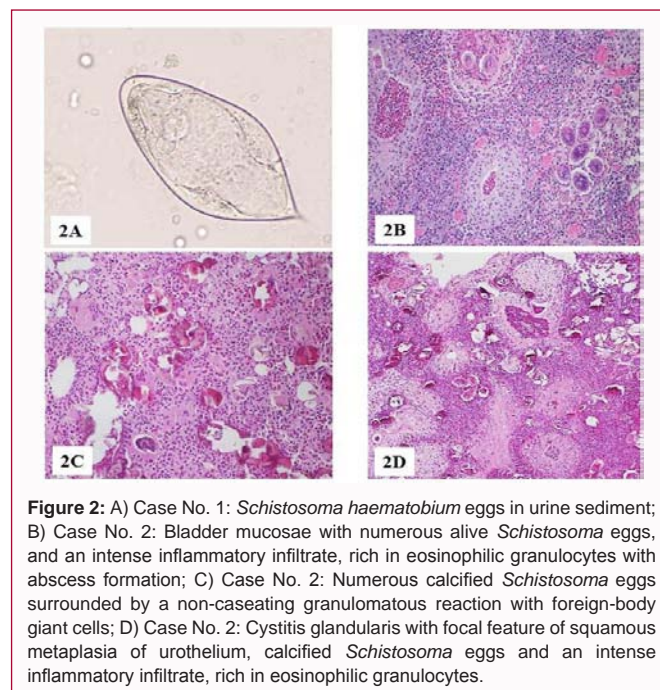 2A
2B
2C
2D
Figure 2: A) Case No. 1: Schistosoma haematobium eggs in urine sediment;
B) Case No. 2: Bladder mucosae with numerous alive Schistosoma eggs,
and an intense inflammatory infiltrate, rich in eosinophilic granulocytes with
abscess formation; C) Case No. 2: Numerous calcified Schistosoma eggs
surrounded by a non-caseating granulomatous reaction with foreign-body
giant cells; D) Case No. 2: Cystitis glandularis with focal feature of squamous
metaplasia of urothelium, calcified Schistosoma eggs and an intense
inflammatory infiltrate, rich in eosinophilic granulocytes.